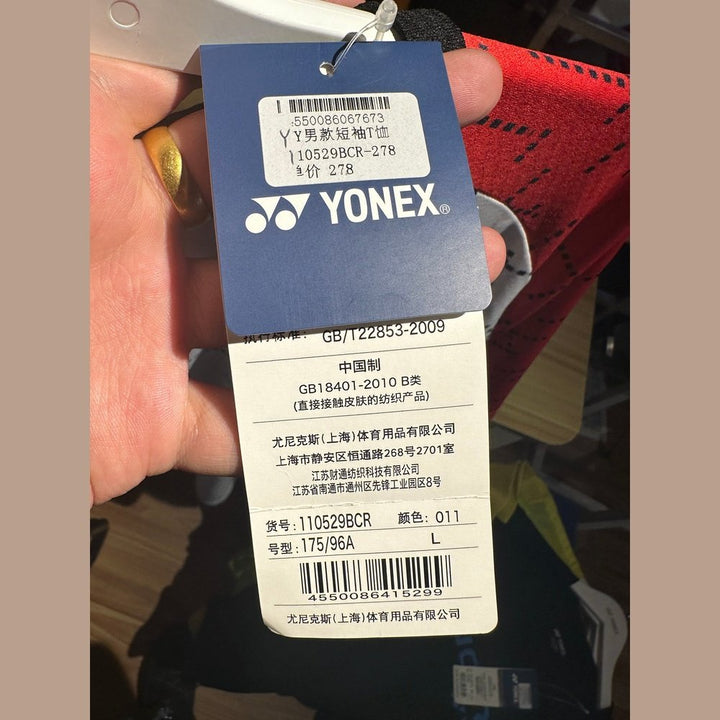 550086067673
YY男款短袖T恤
110529BCR-278
价 278
YONEX®
执行标准: GB/T22853-2009
中国制
GB18401-2010 B类
(直接接触皮肤的纺织产品)
尤尼克斯(上海)体育用品有限公司
上海市静安区恒通路268号2701室
江苏财通纺织科技有限公司
江苏省南通市通州区先锋工业园区8号
货号: 110529BCR 颜色: 011
号型: 175/96A L
4550086415299
尤尼克斯(上海)体育用品有限公司
YONEX